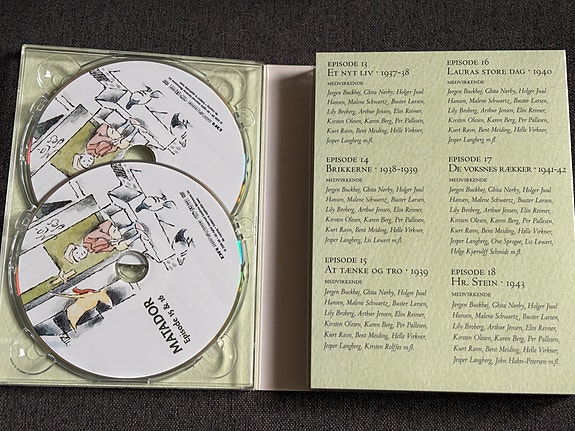 MATADOR
Episode 15 & 16
EPISODE 13
ET NYT LIV · 1937-38
MEDVIRKENDE
Jørgen Buckhøj, Ghita Nørby, Holger Juul
Hansen, Malene Schwartz, Buster Larsen,
Lily Broberg, Arthur Jensen, Elin Reimer,
Kirsten Olesen, Karen Berg, Per Pallesen,
Kurt Ravn, Bent Mejding, Helle Virkner,
Jesper Langberg m.fl.
EPISODE 14
BRIKKERNE · 1938-1939
MEDVIRKENDE
Jørgen Buckhøj, Ghita Nørby, Holger Juul
Hansen, Malene Schwartz, Buster Larsen,
Lily Broberg, Arthur Jensen, Elin Reimer,
Kirsten Olesen, Karen Berg, Per Pallesen,
Kurt Ravn, Bent Mejding, Helle Virkner,
Jesper Langberg, Lis Løwert m.fl.
EPISODE 15
AT TÆNKE OG TRO · 1939
MEDVIRKENDE
Jørgen Buckhøj, Ghita Nørby, Holger Juul
Hansen, Malene Schwartz, Buster Larsen,
Lily Broberg, Arthur Jensen, Elin Reimer,
Kirsten Olesen, Karen Berg, Per Pallesen,
Kurt Ravn, Bent Mejding, Helle Virkner,
Jesper Langberg, Kirsten Rolffes m.fl.
EPISODE 16
LAURAS STORE DAG · 1940
MEDVIRKENDE
Jørgen Buckhøj, Ghita Nørby, Holger Juul
Hansen, Malene Schwartz, Buster Larsen,
Lily Broberg, Arthur Jensen, Elin Reimer,
Kirsten Olesen, Karen Berg, Per Pallesen,
Kurt Ravn, Bent Mejding, Helle Virkner,
Jesper Langberg m.fl.
EPISODE 17
DE VOKSNES RÆKKER · 1941-42
MEDVIRKENDE
Jørgen Buckhøj, Ghita Nørby, Holger Juul
Hansen, Malene Schwartz, Buster Larsen,
Lily Broberg, Arthur Jensen, Elin Reimer,
Kirsten Olesen, Karen Berg, Per Pallesen,
Kurt Ravn, Bent Mejding, Helle Virkner,
Jesper Langberg, Ove Sprogøe, Lis Løwert,
Helge Kjærulff Schmidt m.fl.
EPISODE 18
HR. STEIN · 1943
MEDVIRKENDE
Jørgen Buckhøj, Ghita Nørby, Holger Juul
Hansen, Malene Schwartz, Buster Larsen,
Lily Broberg, Arthur Jensen, Elin Reimer,
Kirsten Olesen, Karen Berg, Per Pallesen,
Kurt Ravn, Bent Mejding, Helle Virkner,
Jesper Langberg, John Hahn-Petersen m.fl.